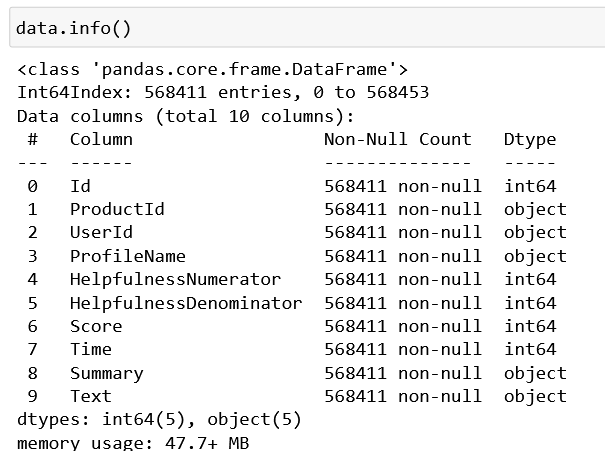 data.info()
<class 'pandas.core.frame.DataFrame'>
Int64Index: 568411 entries, 0 to 568453
Data columns (total 10 columns):
 #   Column                  Non-Null Count   Dtype
---  ------                  --------------   -----
 0   Id                      568411 non-null  int64
 1   ProductId               568411 non-null  object
 2   UserId                  568411 non-null  object
 3   ProfileName             568411 non-null  object
 4   HelpfulnessNumerator    568411 non-null  int64
 5   HelpfulnessDenominator  568411 non-null  int64
 6   Score                   568411 non-null  int64
 7   Time                    568411 non-null  int64
 8   Summary                 568411 non-null  object
 9   Text                    568411 non-null  object
dtypes: int64(5), object(5)
memory usage: 47.7+ MB